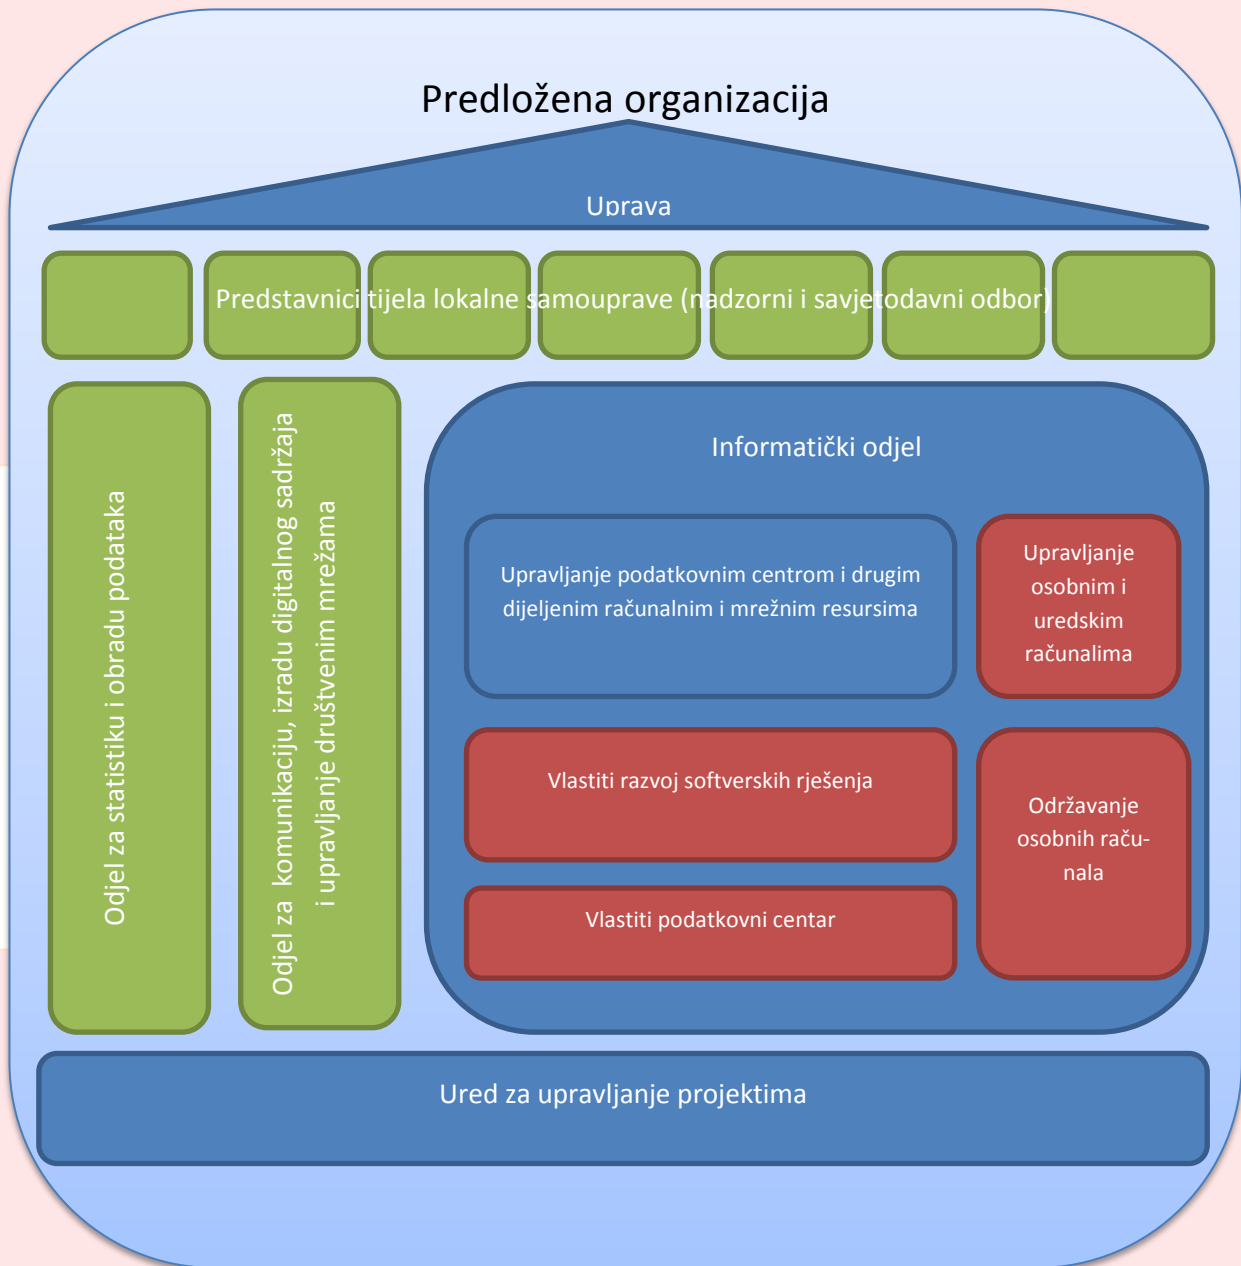 Predložena organizacija
Uprava
Predstavnici tijela lokalne samouprave (nadzorni i savjetodavni odbor)
Odjel za statistiku i obradu podataka
Odjel za komunikaciju, izradu digitalnog sadržaja
i upravljanje društvenim mrežama
Informatički odjel
Upravljanje podatkovnim centrom i drugim
dijeljenim računalnim i mrežnim resursima
Upravljanje
osobnim i
uredskim
računalima
Vlastiti razvoj softverskih rješenja
Održavanje
osobnih raču-
nala
Vlastiti podatkovni centar
Ured za upravljanje projektima